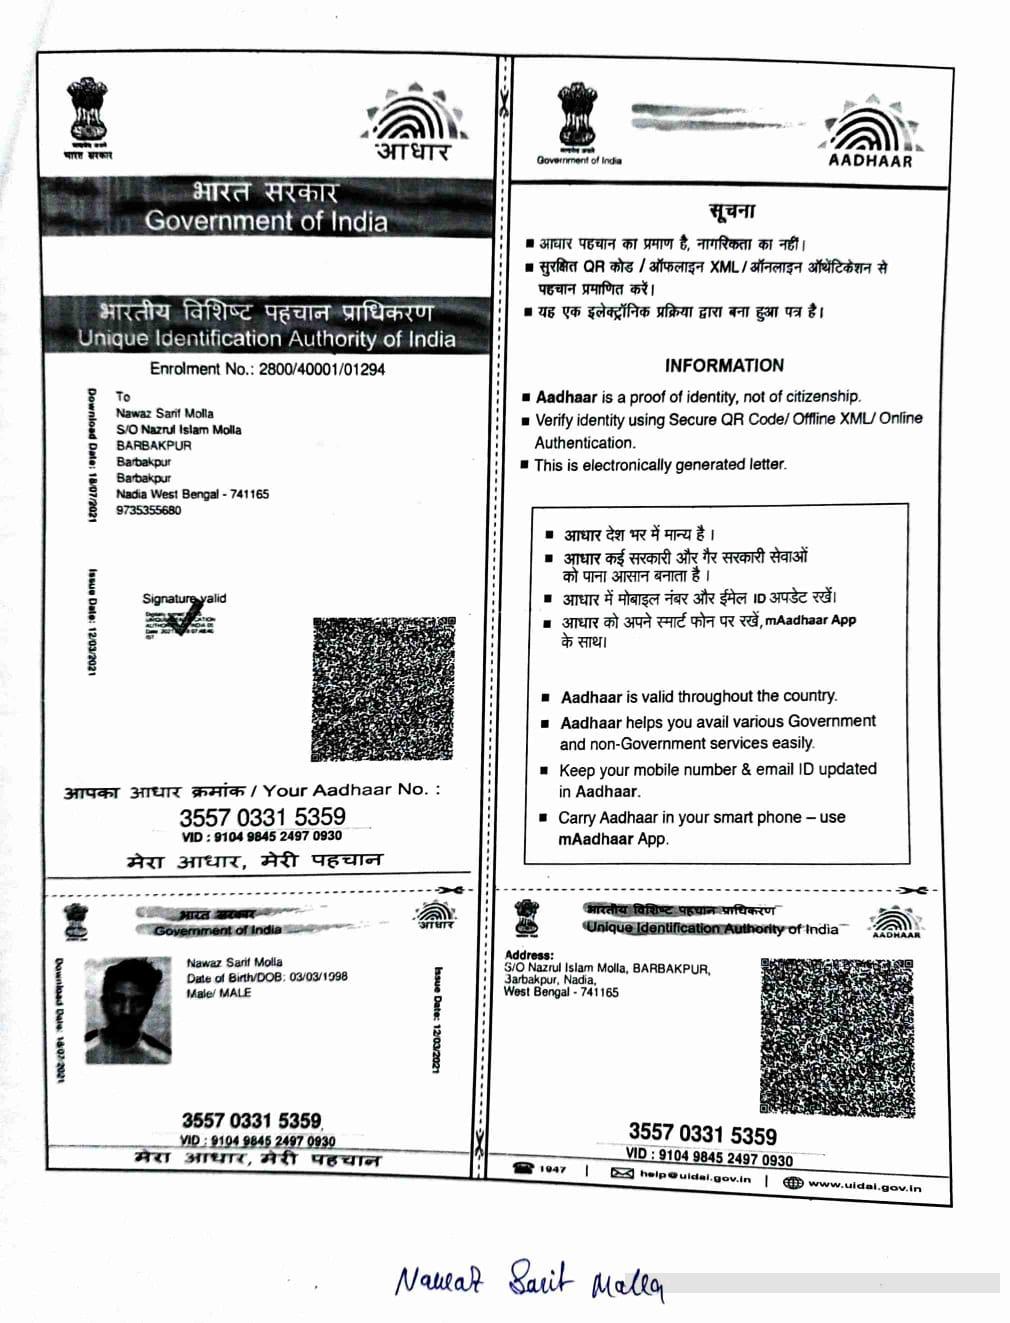 भारत सरकार
आधार
भारत सरकार
Government of India
भारतीय विशिष्ट पहचान प्राधिकरण
Unique Identification Authority of India
Enrolment No.: 2800/40001/01294
To
Nawaz Sarif Molla
S/O Nazrul Islam Molla
BARBAKPUR
Barbakpur
Barbakpur
Nadia West Bengal - 741165
9735355680
Download Date: 18/07/2021
Issue Date: 12/03/2021
Signature valid
आपका आधार क्रमांक / Your Aadhaar No. :
3557 0331 5359
VID : 9104 9845 2497 0930
मेरा आधार, मेरी पहचान
Government of India
AADHAAR
सूचना
■ आधार पहचान का प्रमाण है, नागरिकता का नहीं।
■ सुरक्षित QR कोड / ऑफलाइन XML / ऑनलाइन ऑथेंटिकेशन से
पहचान प्रमाणित करें।
■ यह एक इलेक्ट्रॉनिक प्रक्रिया द्वारा बना हुआ पत्र है।
INFORMATION
■ Aadhaar is a proof of identity, not of citizenship.
■ Verify identity using Secure QR Code/ Offline XML/ Online
Authentication.
■ This is electronically generated letter.
■ आधार देश भर में मान्य है ।
■ आधार कई सरकारी और गैर सरकारी सेवाओं
को पाना आसान बनाता है ।
■ आधार में मोबाइल नंबर और ईमेल ID अपडेट रखें।
■ आधार को अपने स्मार्ट फोन पर रखें, mAadhaar App
के साथ।
■ Aadhaar is valid throughout the country.
■ Aadhaar helps you avail various Government
and non-Government services easily.
■ Keep your mobile number & email ID updated
in Aadhaar.
■ Carry Aadhaar in your smart phone – use
mAadhaar App.
भारत सरकार
Government of India
आधार
Download Date: 18/07/2021
Nawaz Sarif Molla
Date of Birth/DOB: 03/03/1998
Male/ MALE
Issue Date: 12/03/2021
3557 0331 5359
VID : 9104 9845 2497 0930
मेरा आधार, मेरी पहचान
भारतीय विशिष्ट पहचान प्राधिकरण
Unique Identification Authority of India
AADHAAR
Address:
S/O Nazrul Islam Molla, BARBAKPUR,
Barbakpur, Nadia,
West Bengal - 741165
3557 0331 5359
VID : 9104 9845 2497 0930
1947 | help@uidai.gov.in | www.uidai.gov.in
Nawaz Sarif Molla